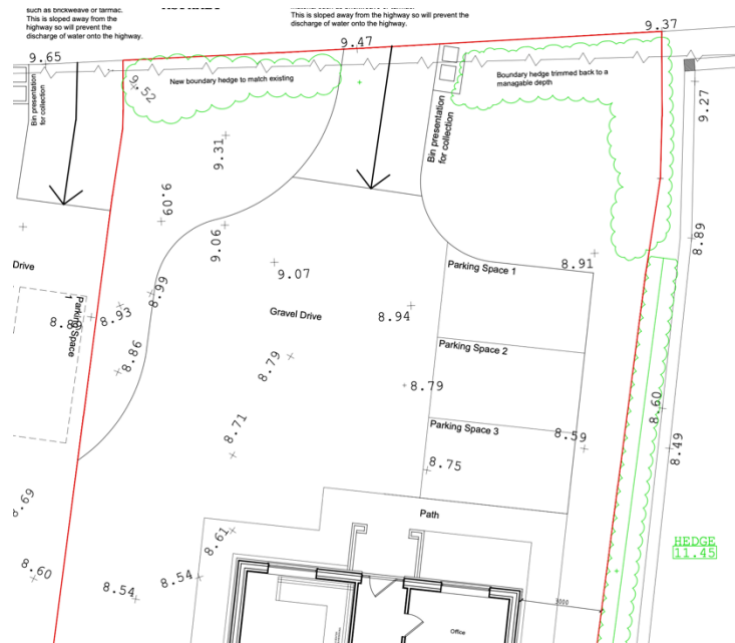 such as brickweave or tarmac.
This is sloped away from the
highway so will prevent the
discharge of water onto the highway.
This is sloped away from the highway so will prevent the
discharge of water onto the highway.
9.65
9.47
9.37
New boundary hedge to match existing
Boundary hedge trimmed back to a
managable depth
9.52
9.27
Bin presentation
for collection
Bin presentation
for collection
9.31
9.09
9.06
8.89
8.91
Drive
9.07
Parking Space 1
8.99
Parking Space
1
8.93
Gravel Drive
8.94
8.86
Parking Space 2
8.79
8.79
8.60
8.71
Parking Space 3
8.59
8.49
8.75
8.69
Path
8.61
HEDGE
11.45
8.60
8.54
8.54
3000
Office